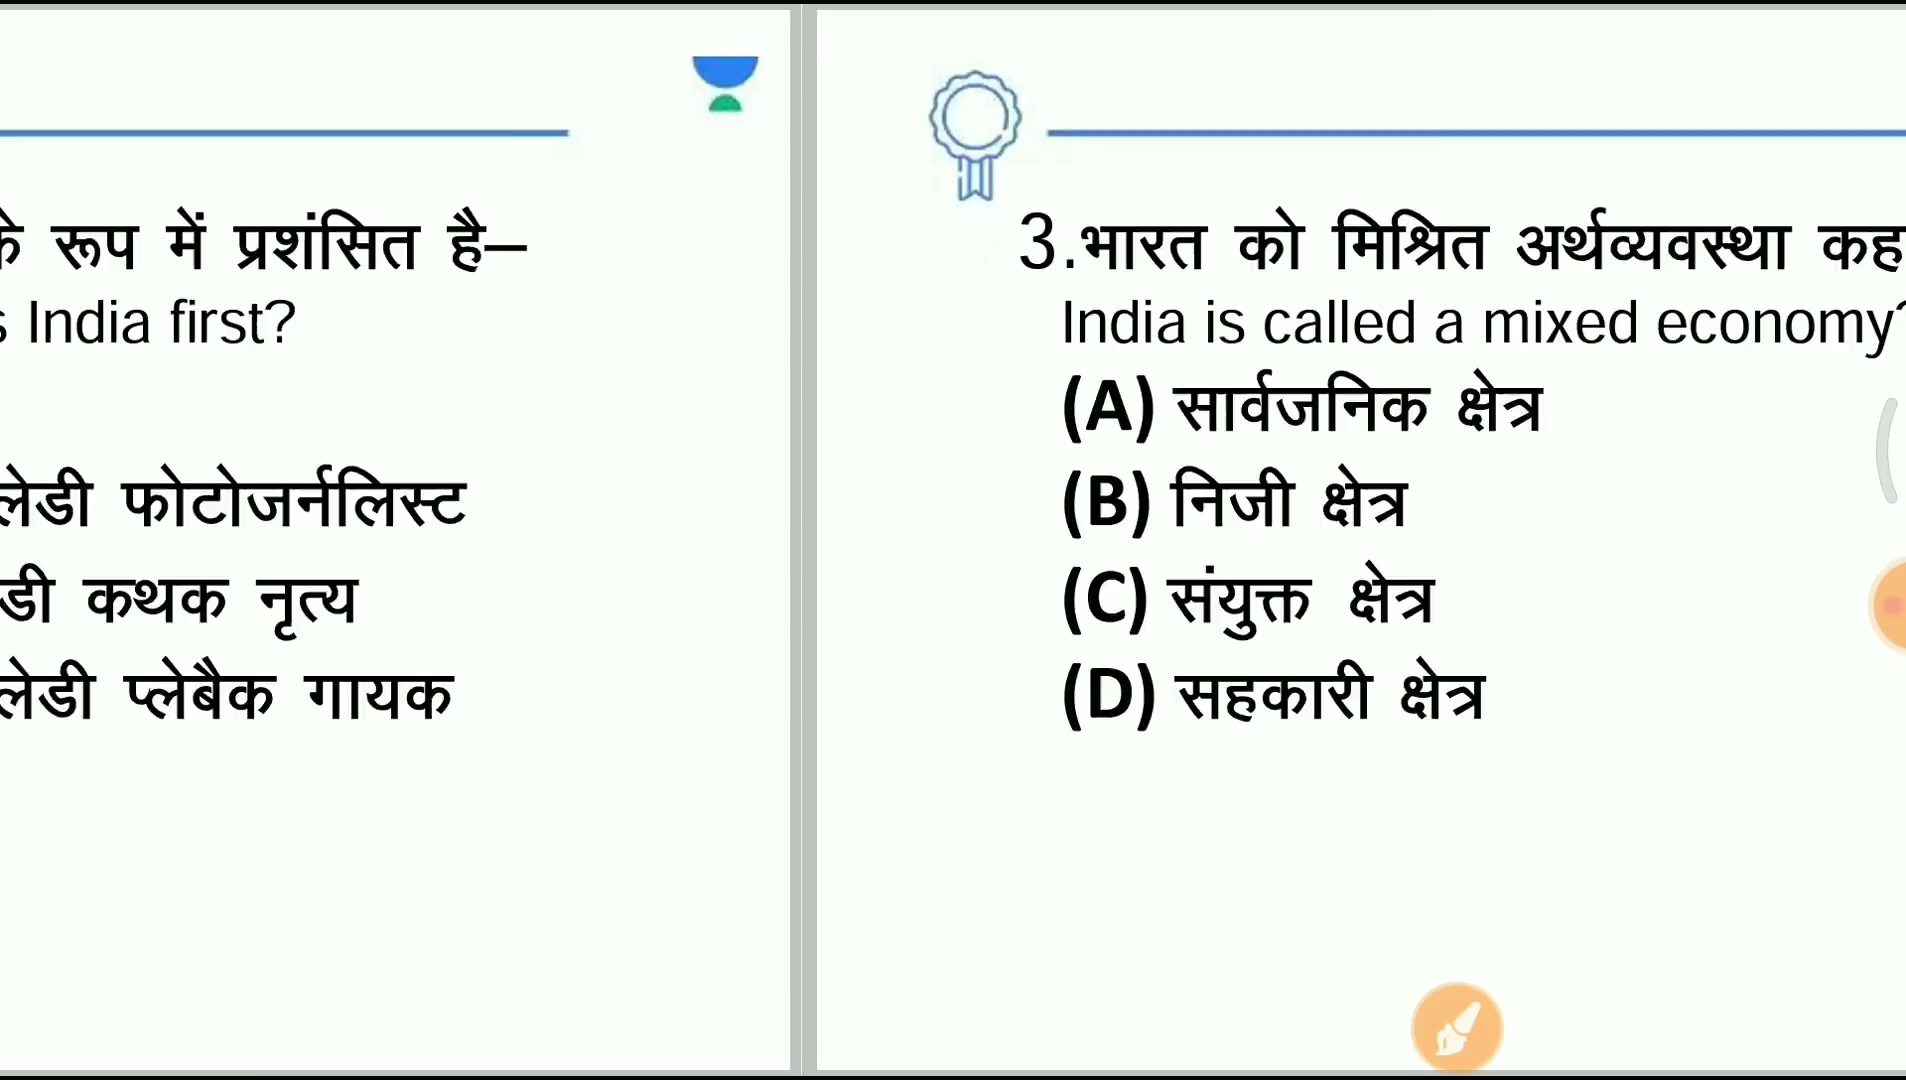 के रूप में प्रशंसित है–
India first?
लेडी फोटोजर्नलिस्ट
डी कथक नृत्य
लेडी प्लेबैक गायक
3.भारत को मिश्रित अर्थव्यवस्था कह
India is called a mixed economy?
(A) सार्वजनिक क्षेत्र
(B) निजी क्षेत्र
(C) संयुक्त क्षेत्र
(D) सहकारी क्षेत्र